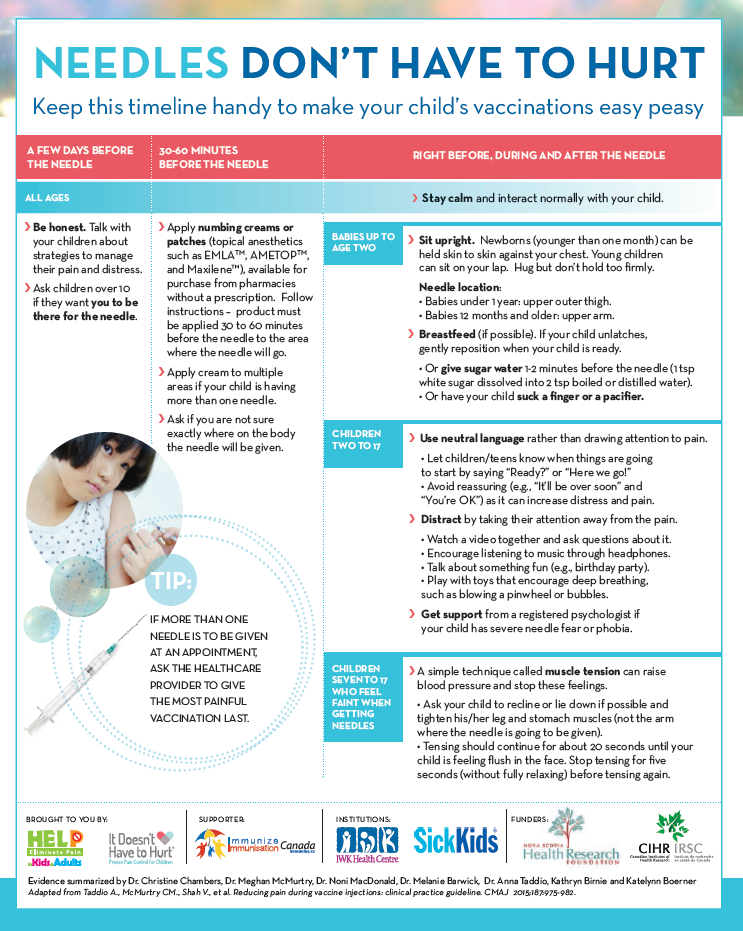 NEEDLES DON'T HAVE TO HURT
Keep this timeline handy to make your child's vaccinations easy peasy
A FEW DAYS BEFORE
THE NEEDLE
30-60 MINUTES
BEFORE THE NEEDLE
RIGHT BEFORE, DURING AND AFTER THE NEEDLE
ALL AGES
❯ Stay calm and interact normally with your child.
❯ Be honest. Talk with
your children about
strategies to manage
their pain and distress.
❯ Ask children over 10
if they want you to be
there for the needle.
❯ Apply numbing creams or
patches (topical anesthetics
such as EMLA™, AMETOP™,
and Maxilene™), available for
purchase from pharmacies
without a prescription. Follow
instructions – product must
be applied 30 to 60 minutes
before the needle to the area
where the needle will go.
❯ Apply cream to multiple
areas if your child is having
more than one needle.
❯ Ask if you are not sure
exactly where on the body
the needle will be given.
TIP:
IF MORE THAN ONE
NEEDLE IS TO BE GIVEN
AT AN APPOINTMENT,
ASK THE HEALTHCARE
PROVIDER TO GIVE
THE MOST PAINFUL
VACCINATION LAST.
BABIES UP TO
AGE TWO
❯ Sit upright. Newborns (younger than one month) can be
held skin to skin against your chest. Young children
can sit on your lap. Hug but don't hold too firmly.
Needle location:
• Babies under 1 year: upper outer thigh.
• Babies 12 months and older: upper arm.
❯ Breastfeed (if possible). If your child unlatches,
gently reposition when your child is ready.
• Or give sugar water 1-2 minutes before the needle (1 tsp
white sugar dissolved into 2 tsp boiled or distilled water).
• Or have your child suck a finger or a pacifier.
CHILDREN
TWO TO 17
❯ Use neutral language rather than drawing attention to pain.
• Let children/teens know when things are going
to start by saying "Ready?" or "Here we go!"
• Avoid reassuring (e.g., "It'll be over soon" and
"You're OK") as it can increase distress and pain.
❯ Distract by taking their attention away from the pain.
• Watch a video together and ask questions about it.
• Encourage listening to music through headphones.
• Talk about something fun (e.g., birthday party).
• Play with toys that encourage deep breathing,
such as blowing a pinwheel or bubbles.
❯ Get support from a registered psychologist if
your child has severe needle fear or phobia.
CHILDREN
SEVEN TO 17
WHO FEEL
FAINT WHEN
GETTING
NEEDLES
❯ A simple technique called muscle tension can raise
blood pressure and stop these feelings.
• Ask your child to recline or lie down if possible and
tighten his/her leg and stomach muscles (not the arm
where the needle is going to be given).
• Tensing should continue for about 20 seconds until your
child is feeling flush in the face. Stop tensing for five
seconds (without fully relaxing) before tensing again.
BROUGHT TO YOU BY:
HELP
Eliminate Pain
in Kids & Adults
It Doesn't
Have to Hurt
Proven Pain Control for Children
SUPPORTER:
Immunize
Immunisation Canada
immunize.ca
INSTITUTIONS:
IWK Health Centre
SickKids
FUNDERS:
NOVA SCOTIA
Health Research
FOUNDATION
CIHR IRSC
Canadian Institutes of
Health Research
Instituts de recherche
en santé du Canada
Evidence summarized by Dr. Christine Chambers, Dr. Meghan McMurtry, Dr. Noni MacDonald, Dr. Melanie Barwick, Dr. Anna Taddio, Kathryn Birnie and Katelynn Boerner
Adapted from Taddio A., McMurtry CM., Shah V., et al. Reducing pain during vaccine injections: clinical practice guideline. CMAJ 2015;187:975-982.